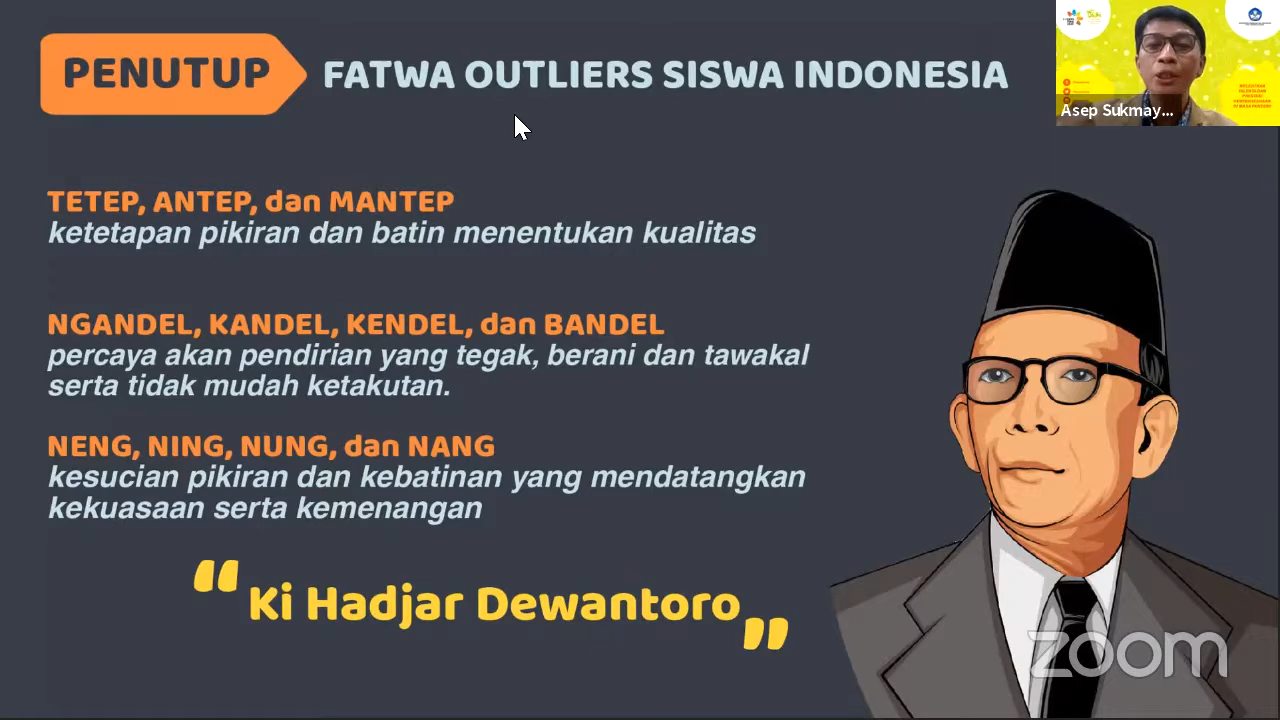 PENUTUP
FATWA OUTLIERS SISWA INDONESIA
Asep Sukmay...
TETEP, ANTEP, dan MANTEP
ketetapan pikiran dan batin menentukan kualitas
NGANDEL, KANDEL, KENDEL, dan BANDEL
percaya akan pendirian yang tegak, berani dan tawakal
serta tidak mudah ketakutan.
NENG, NING, NUNG, dan NANG
kesucian pikiran dan kebatinan yang mendatangkan
kekuasaan serta kemenangan
“Ki Hadjar Dewantoro”
zoom